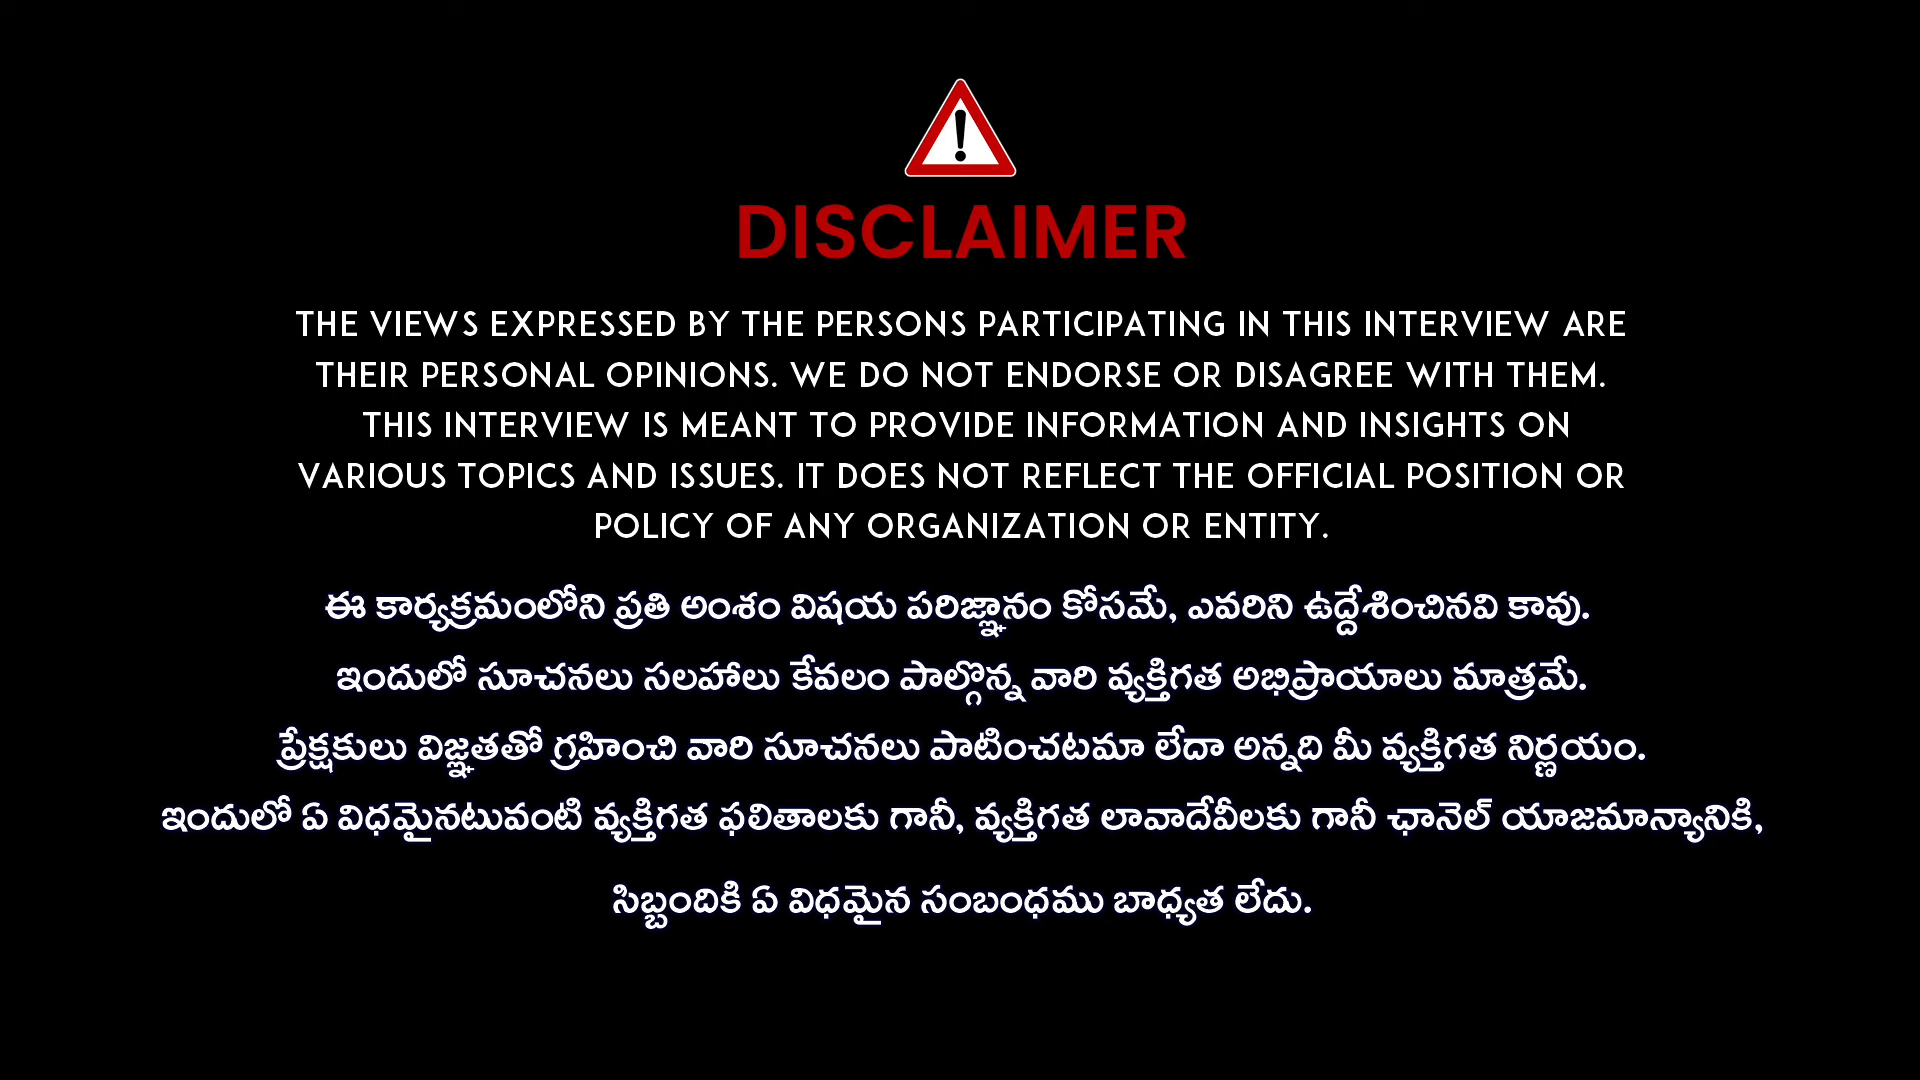 DISCLAIMER
THE VIEWS EXPRESSED BY THE PERSONS PARTICIPATING IN THIS INTERVIEW ARE
THEIR PERSONAL OPINIONS. WE DO NOT ENDORSE OR DISAGREE WITH THEM.
THIS INTERVIEW IS MEANT TO PROVIDE INFORMATION AND INSIGHTS ON
VARIOUS TOPICS AND ISSUES. IT DOES NOT REFLECT THE OFFICIAL POSITION OR
POLICY OF ANY ORGANIZATION OR ENTITY.
ఈ కార్యక్రమంలోని ప్రతి అంశం విషయ పరిజ్ఞానం కోసమే, ఎవరిని ఉద్దేశించినవి కావు.
ఇందులో సూచనలు సలహాలు కేవలం పాల్గొన్న వారి వ్యక్తిగత అభిప్రాయాలు మాత్రమే.
ప్రేక్షకులు విజ్ఞతతో గ్రహించి వారి సూచనలు పాటించటమా లేదా అన్నది మీ వ్యక్తిగత నిర్ణయం.
ఇందులో ఏ విధమైనటువంటి వ్యక్తిగత ఫలితాలకు గానీ, వ్యక్తిగత లావాదేవీలకు గానీ ఛానెల్ యాజమాన్యానికి,
సిబ్బందికి ఏ విధమైన సంబంధము బాధ్యత లేదు.